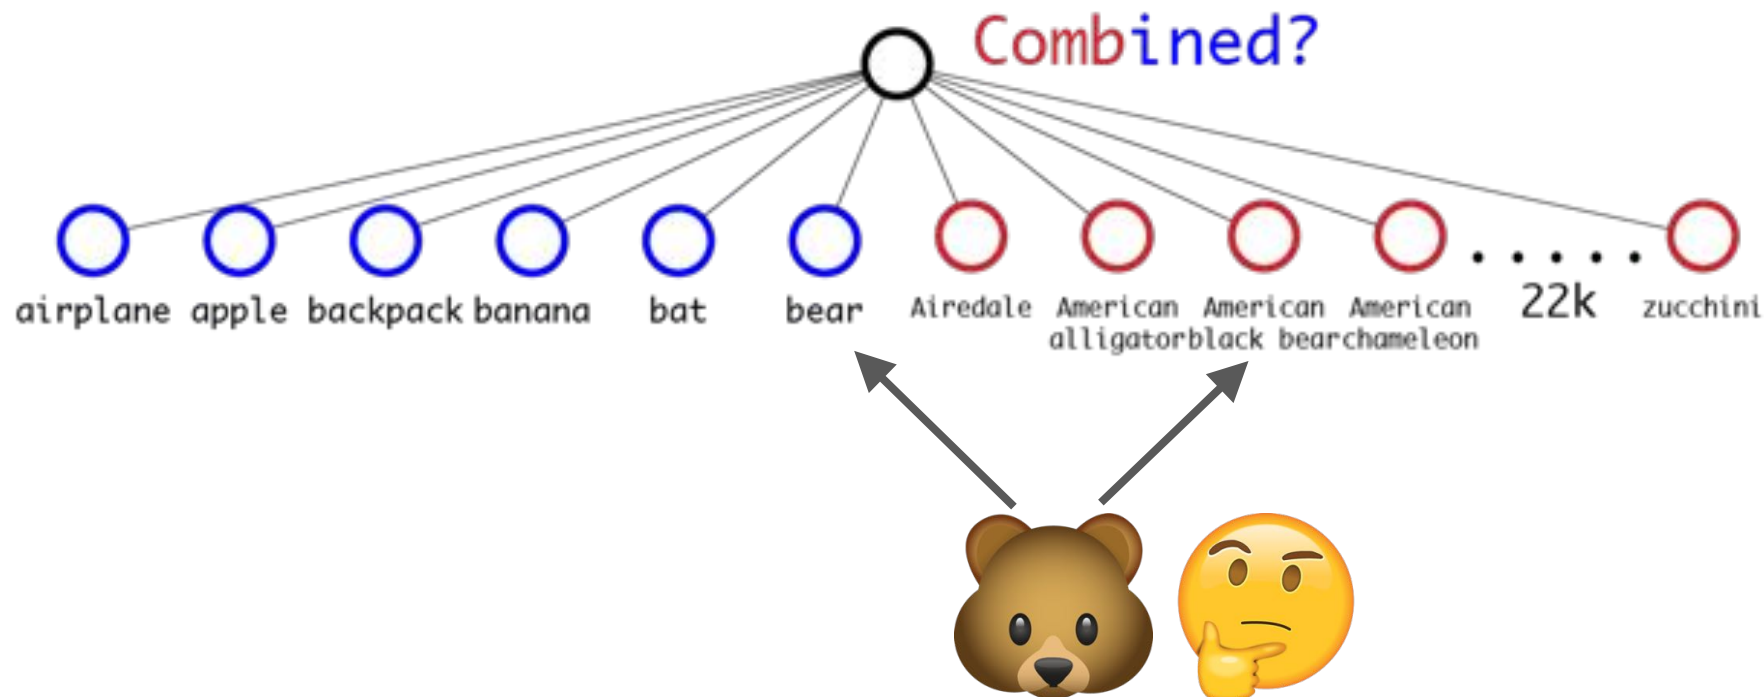 Combined?
airplane apple backpack banana bat bear Airedale American American American 22k zucchini
alligator black bear chameleon